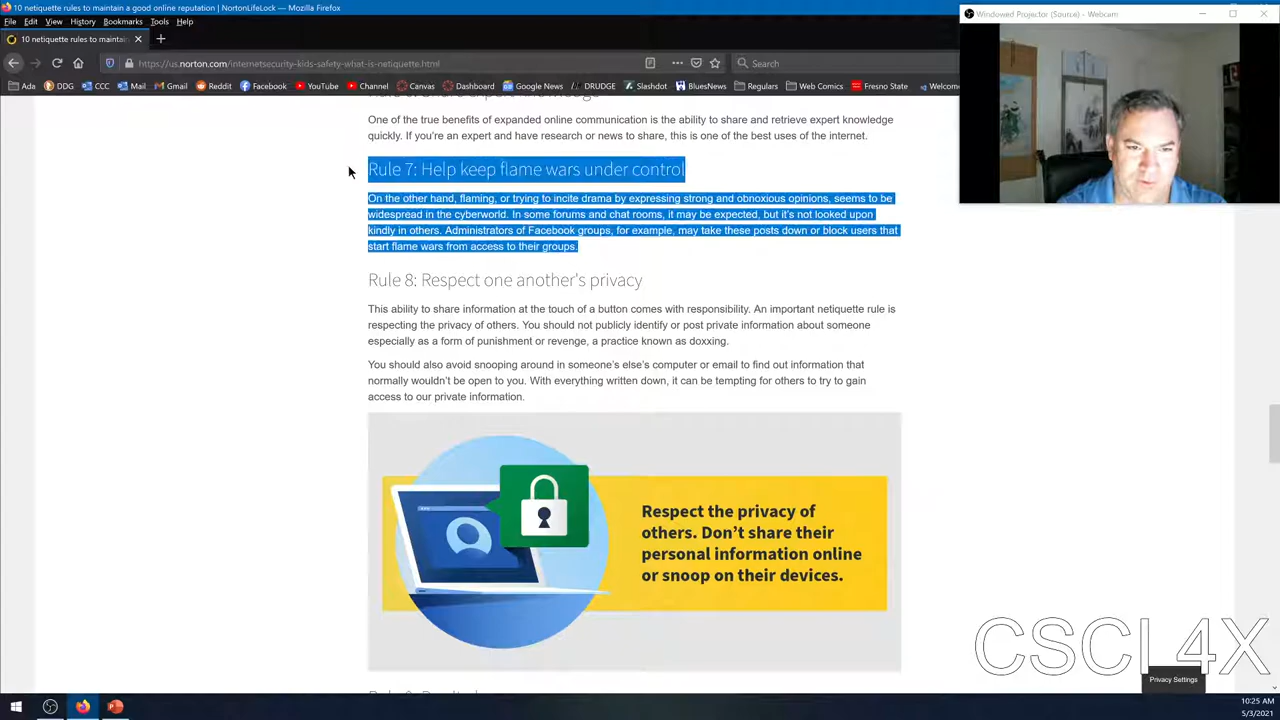 10 netiquette rules to maintain a good online reputation | NortonLifeLock — Mozilla Firefox
File Edit View History Bookmarks Tools Help
Windowed Projector (Source) - Webcam
10 netiquette rules to maintain
https://us.norton.com/internetsecurity-kids-safety-what-is-netiquette.html
Search
Ako DDG CCC Mail Gmail Reddit Facebook YouTube Channel Canvas Dashboard Google News DRUDGE Slashdot BluesNews Regulars Web Comics Fresno State Welcome
One of the true benefits of expanded online communication is the ability to share and retrieve expert knowledge
quickly. If you're an expert and have research or news to share, this is one of the best uses of the internet.
Rule 7: Help keep flame wars under control
On the other hand, flaming, or trying to incite drama by expressing strong and obnoxious opinions, seems to be
widespread in the cyberworld. In some forums and chat rooms, it may be expected, but it's not looked upon
kindly in others. Administrators of Facebook groups, for example, may take these posts down or block users that
start flame wars from access to their groups.
Rule 8: Respect one another's privacy
This ability to share information at the touch of a button comes with responsibility. An important netiquette rule is
respecting the privacy of others. You should not publicly identify or post private information about someone
especially as a form of punishment or revenge, a practice known as doxxing.
You should also avoid snooping around in someone's else's computer or email to find out information that
normally wouldn't be open to you. With everything written down, it can be tempting for others to try to gain
access to our private information.
Respect the privacy of
others. Don't share their
personal information online
or snoop on their devices.
CSCI 4X
Privacy Settings
10:25 AM
5/3/2021